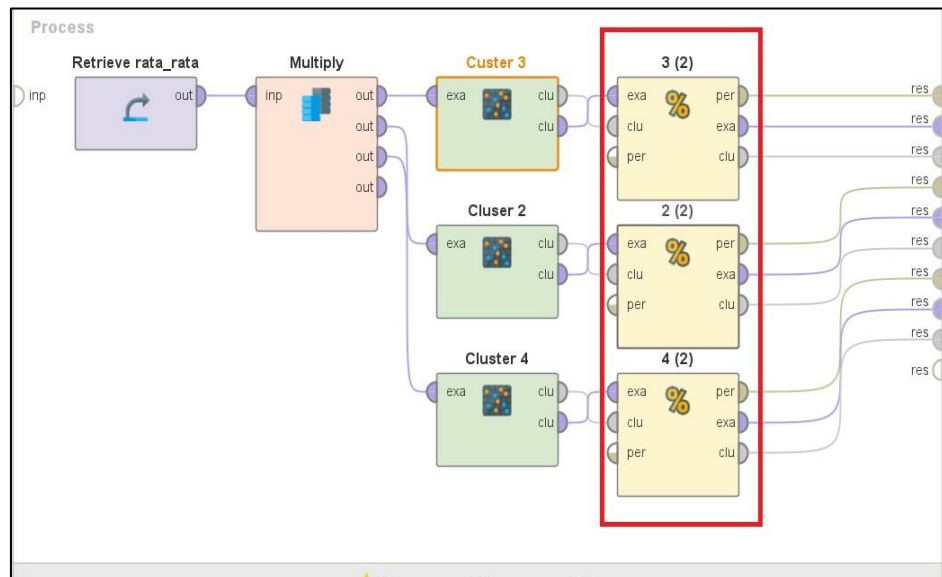 Process
Retrieve rata_rata
Multiply
Custer 3
3 (2)
inp
out
inp
out
out
out
out
exa
clu
clu
exa
clu
per
per
exa
clu
res
res
res
res
res
res
res
res
res
res
Cluser 2
2 (2)
exa
clu
clu
exa
clu
per
per
exa
clu
Cluster 4
4 (2)
exa
clu
clu
exa
clu
per
per
exa
clu